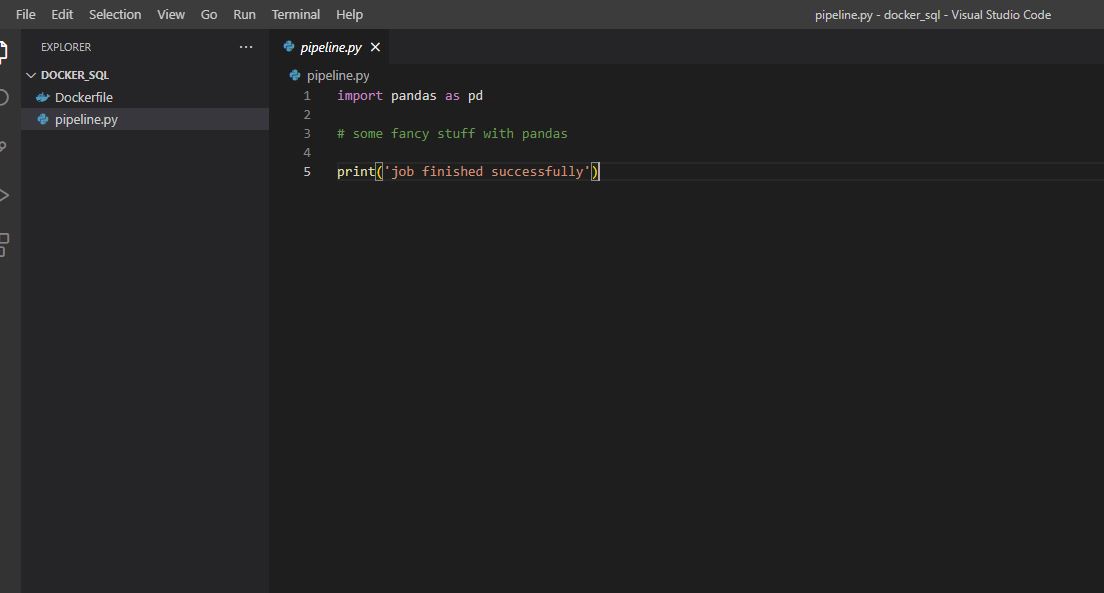 File Edit Selection View Go Run Terminal Help pipeline.py - docker_sql - Visual Studio Code
EXPLORER ··· pipeline.py
DOCKER_SQL pipeline.py
Dockerfile
pipeline.py
1 import pandas as pd
2
3 # some fancy stuff with pandas
4
5 print('job finished successfully')